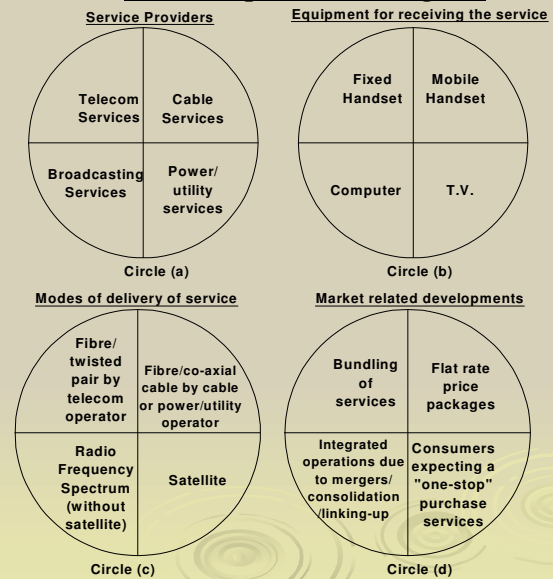 Service Providers
Equipment for receiving the service
Telecom
Services
Cable
Services
Broadcasting
Services
Power/
utility
services
Circle (a)
Fixed
Handset
Mobile
Handset
Computer
T.V.
Circle (b)
Modes of delivery of service
Fibre/
twisted
pair by
telecom
operator
Fibre/co-axial
cable by cable
or power/utility
operator
Radio
Frequency
Spectrum
(without
satellite)
Satellite
Circle (c)
Market related developments
Bundling
of
services
Flat rate
price
packages
Integrated
operations due
to mergers/
consolidation
/linking-up
Consumers
expecting a
"one-stop"
purchase
services
Circle (d)